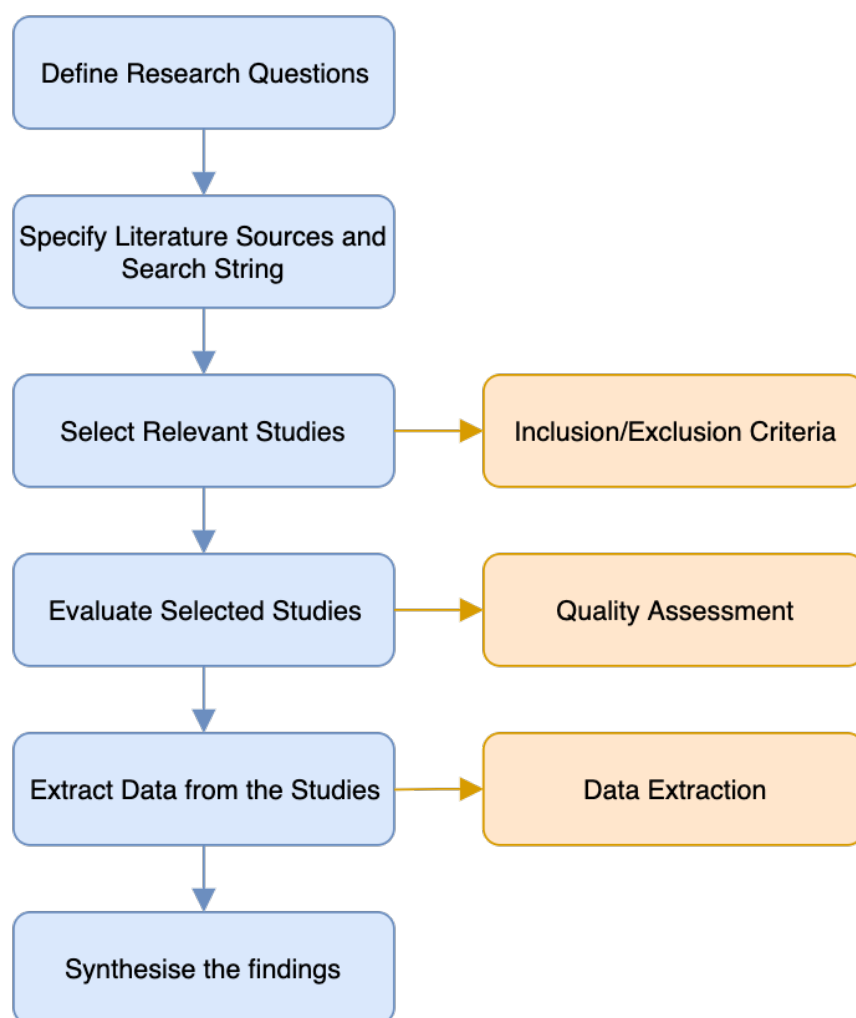 Define Research Questions
Specify Literature Sources and
Search String
Select Relevant Studies
Inclusion/Exclusion Criteria
Evaluate Selected Studies
Quality Assessment
Extract Data from the Studies
Data Extraction
Synthesise the findings